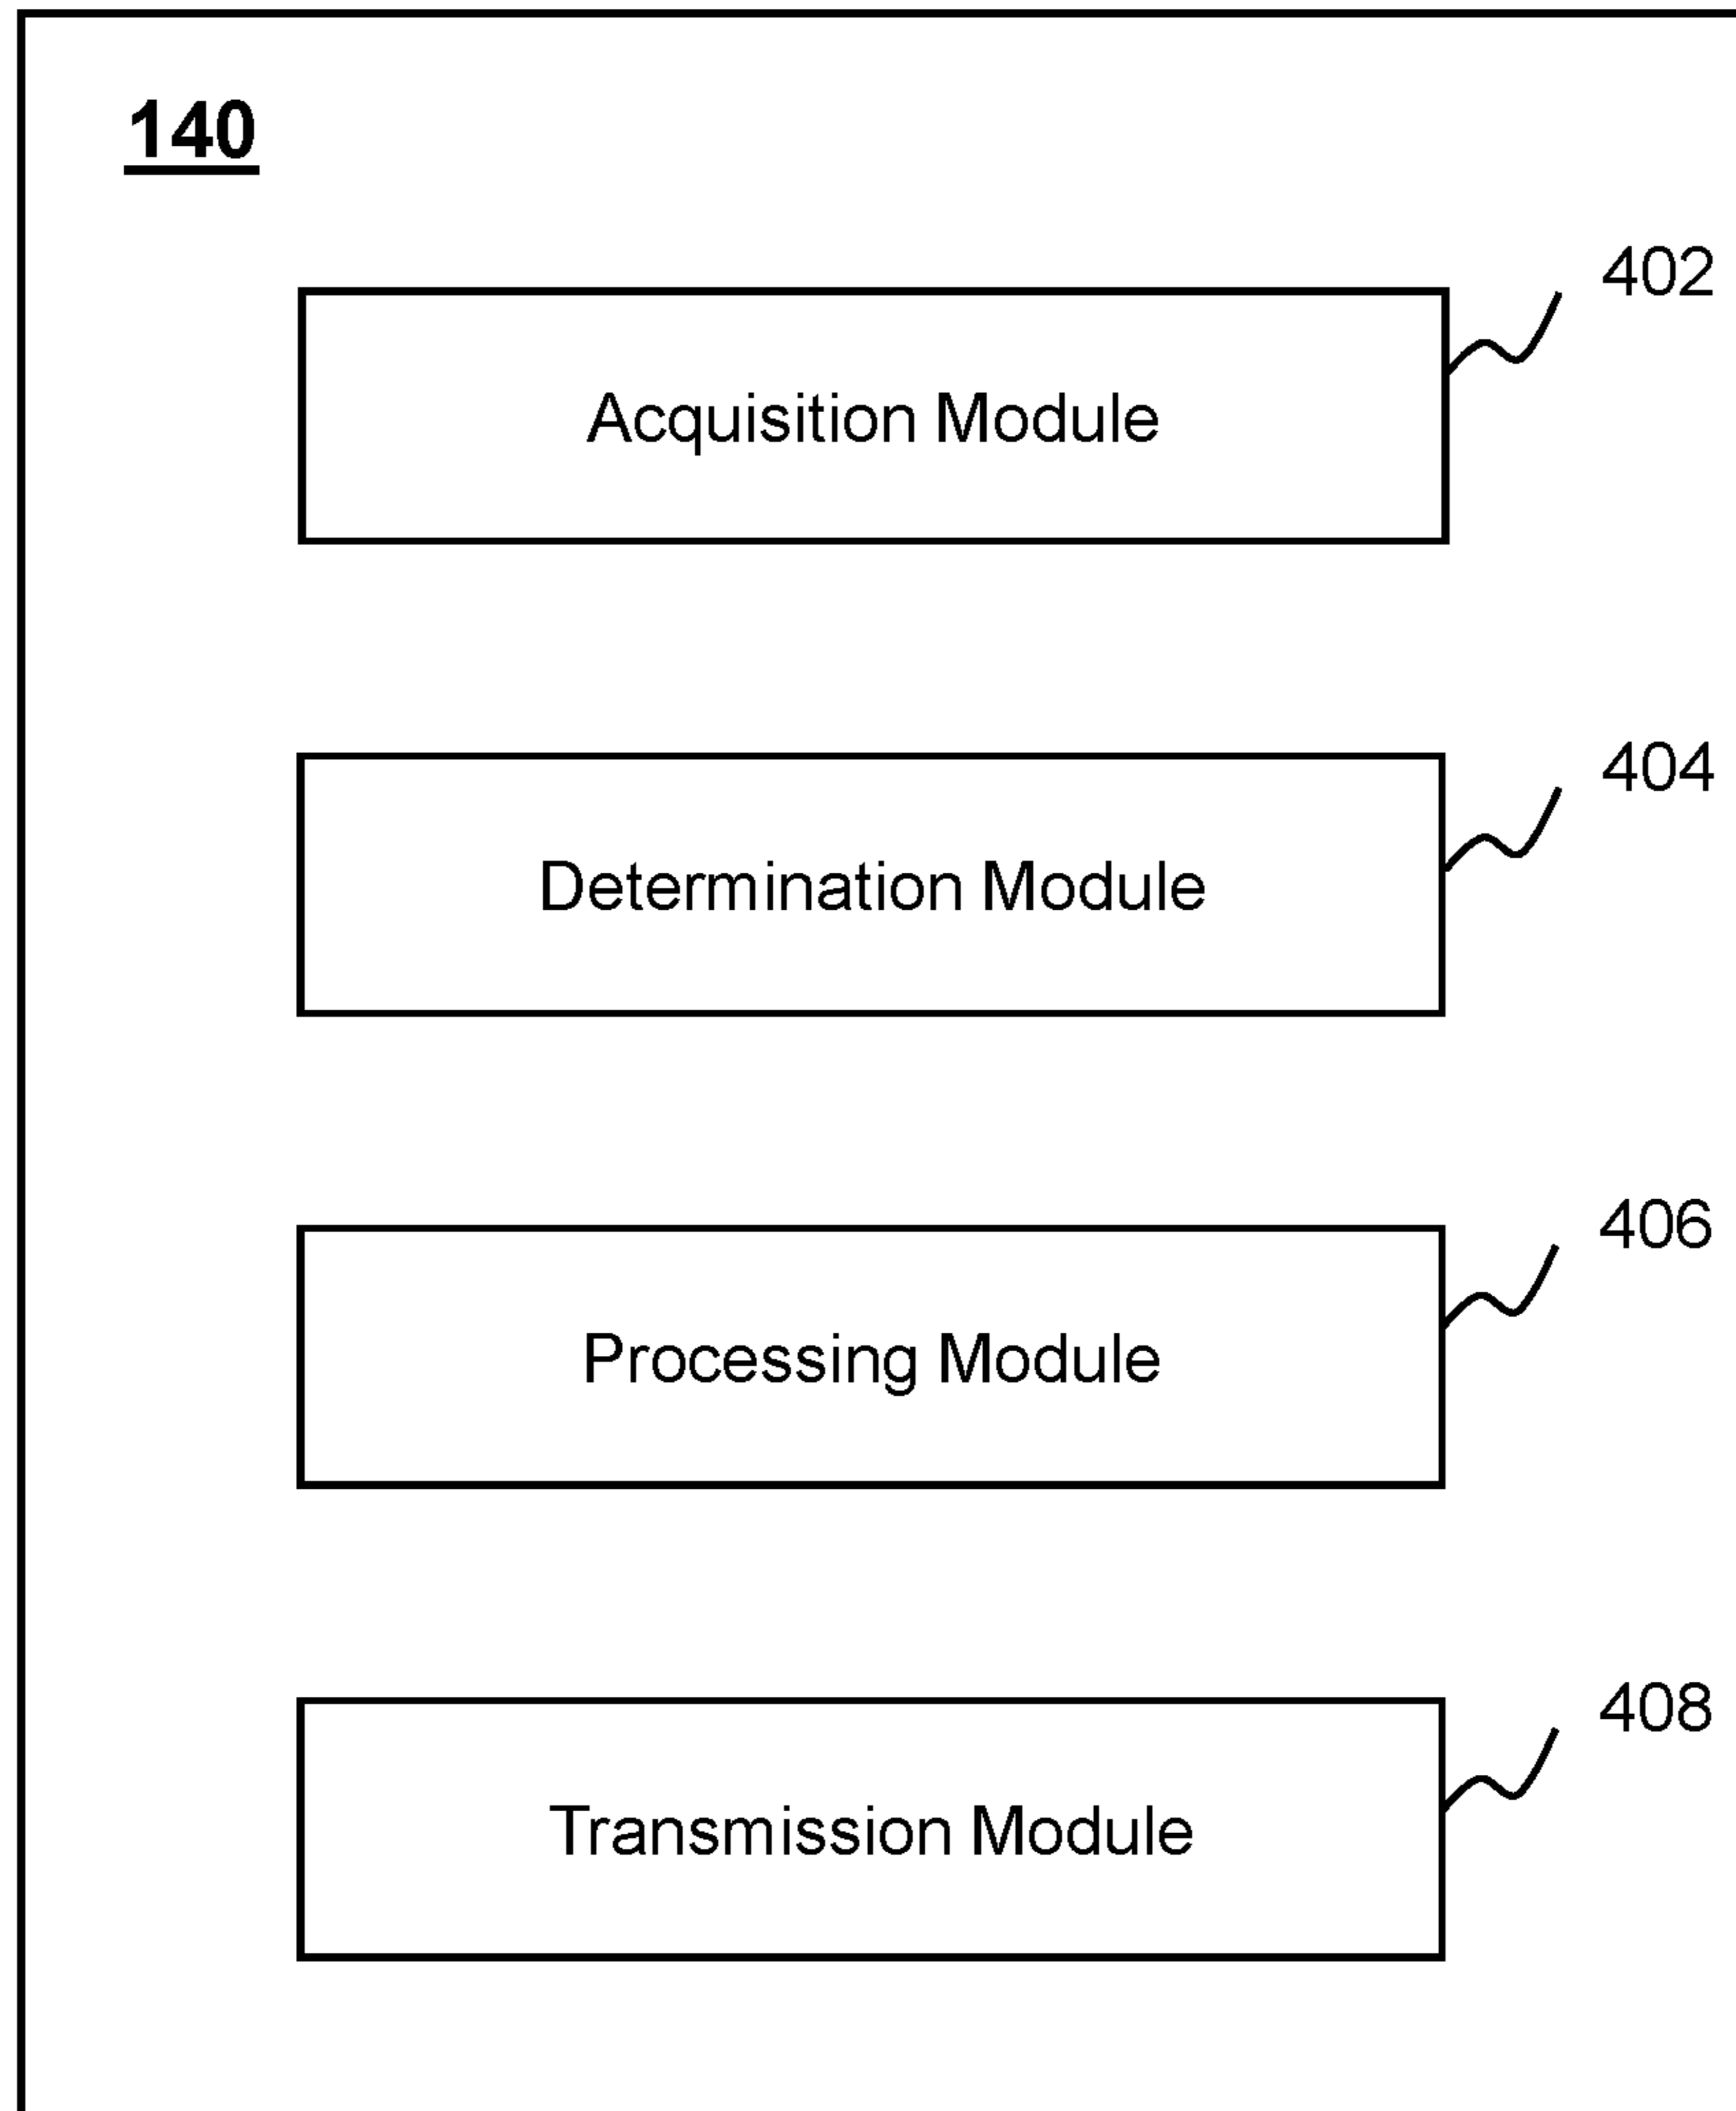 140
402
Acquisition Module
404
Determination Module
406
Processing Module
408
Transmission Module